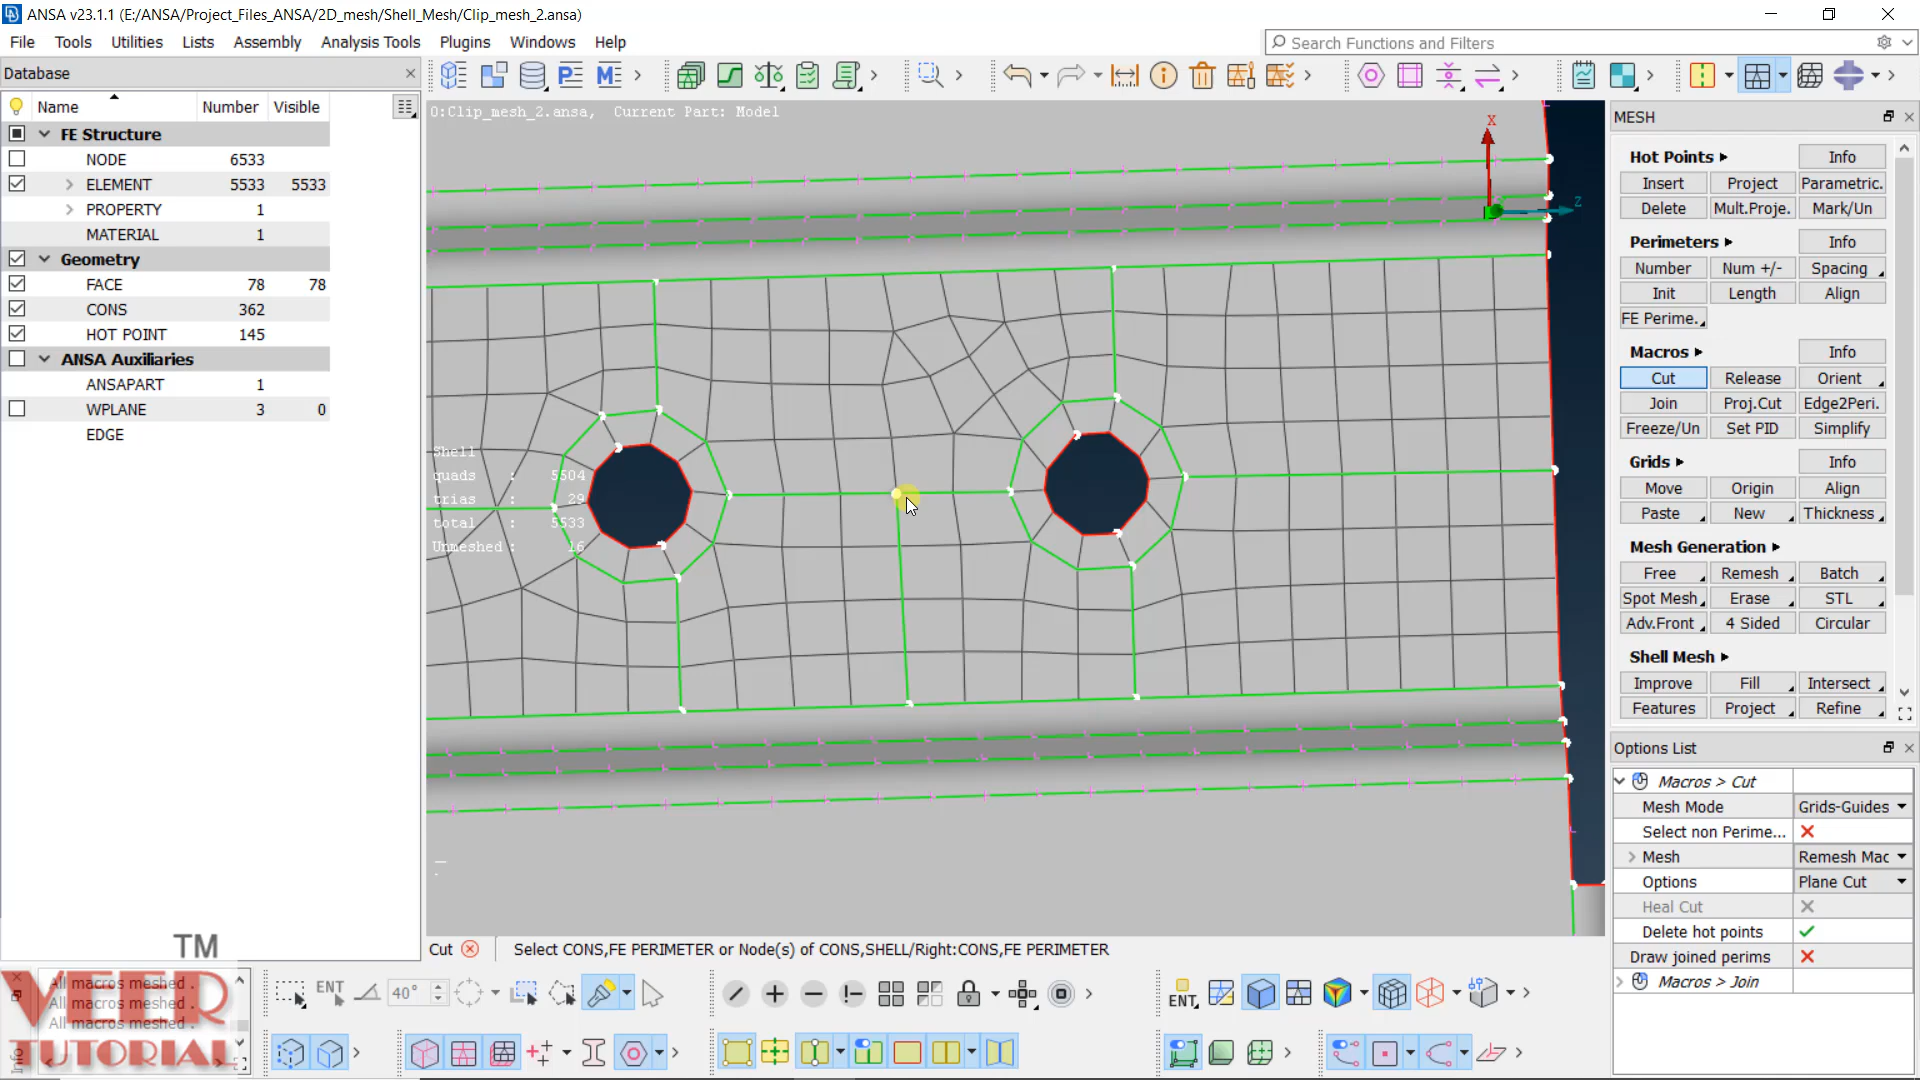 ANSA v23.1.1 (E:/ANSA/Project_Files_ANSA/2D_mesh/Shell_Mesh/Clip_mesh_2.ansa)
File Tools Utilities Lists Assembly Analysis Tools Plugins Windows Help
Search Functions and Filters
Database
Name Number Visible
FE Structure
NODE 6533
ELEMENT 5533 5533
PROPERTY 1
MATERIAL 1
Geometry
FACE 78 78
CONS 362
HOT POINT 145
ANSA Auxiliaries
ANSAPART 1
WPLANE 3 0
EDGE
0:Clip_mesh_2.ansa, Current Part: Model
X
Z
Shell
quads : 5504
trias : 29
total : 5533
Unmeshed : 16
Cut
Select CONS,FE PERIMETER or Node(s) of CONS,SHELL/Right:CONS,FE PERIMETER
MESH
Hot Points Info
Insert Project Parametric.
Delete Mult.Proje. Mark/Un
Perimeters Info
Number Num +/- Spacing
Init Length Align
FE Perime.
Macros Info
Cut Release Orient
Join Proj.Cut Edge2Peri.
Freeze/Un Set PID Simplify
Grids Info
Move Origin Align
Paste New Thickness
Mesh Generation
Free Remesh Batch
Spot Mesh Erase STL
Adv.Front 4 Sided Circular
Shell Mesh
Improve Fill Intersect
Features Project Refine
Options List
Macros > Cut
Mesh Mode Grids-Guides
Select non Perime...
Mesh Remesh Mac
Options Plane Cut
Heal Cut
Delete hot points
Draw joined perims
Macros > Join
TM
VEER
TUTORIAL
All macros meshed .
All macros meshed .
All macros meshed .
Info
ENT
40°
ENT